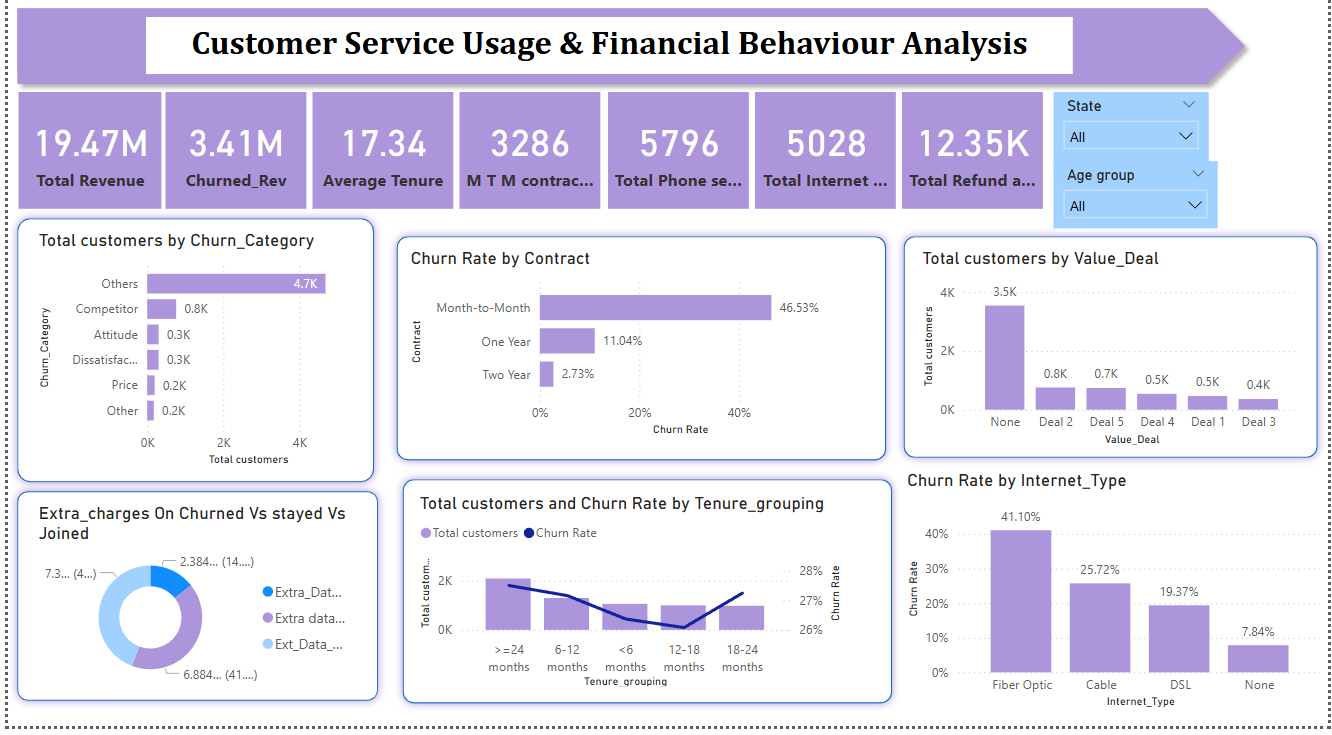 Customer Service Usage & Financial Behaviour Analysis
19.47M
Total Revenue
3.41M
Churned_Rev
17.34
Average Tenure
3286
M T M contrac...
5796
Total Phone se...
5028
Total Internet ...
12.35K
Total Refund a...
State
All
Age group
All
Total customers by Churn_Category
Churn_Category
Others
4.7K
Competitor
0.8K
Attitude
0.3K
Dissatisfac...
0.3K
Price
0.2K
Other
0.2K
0K 2K 4K
Total customers
Churn Rate by Contract
Contract
Month-to-Month
46.53%
One Year
11.04%
Two Year
2.73%
0% 20% 40%
Churn Rate
Total customers by Value_Deal
Total customers
4K
2K
0K
3.5K
0.8K
0.7K
0.5K
0.5K
0.4K
None Deal 2 Deal 5 Deal 4 Deal 1 Deal 3
Value_Deal
Extra_charges On Churned Vs stayed Vs
Joined
2.384... (14....)
7.3... (4...)
6.884... (41....)
Extra_Dat...
Extra data...
Ext_Data_...
Total customers and Churn Rate by Tenure_grouping
Total customers Churn Rate
Total custom...
2K
0K
28%
27%
26%
Churn Rate
>=24 months
6-12 months
<6 months
12-18 months
18-24 months
Tenure_grouping
Churn Rate by Internet_Type
Churn Rate
40%
30%
20%
10%
0%
41.10%
25.72%
19.37%
7.84%
Fiber Optic Cable DSL None
Internet_Type